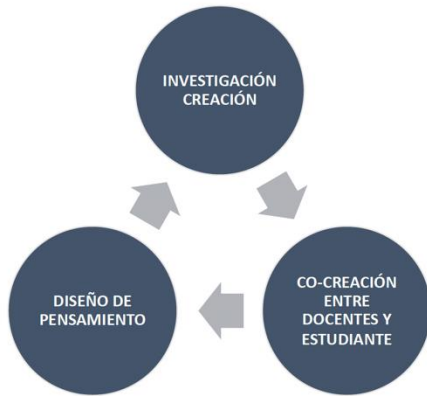 INVESTIGACIÓN
CREACIÓN
CO-CREACIÓN
ENTRE
DOCENTES Y
ESTUDIANTE
DISEÑO DE
PENSAMIENTO